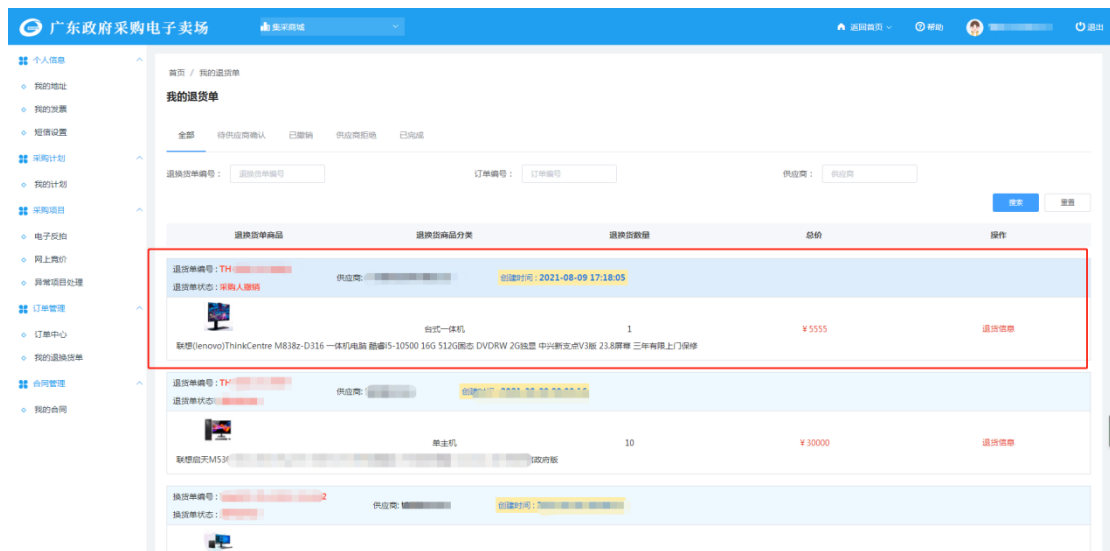 广东政府采购电子卖场
集采商城
返回首页
帮助
退出
个人信息
我的地址
我的发票
短信设置
采购计划
我的计划
采购项目
电子反拍
网上竞价
异常项目处理
订单管理
订单中心
我的退换货单
合同管理
我的合同
首页 / 我的退货单
我的退货单
全部 待供应商确认 已撤销 供应商拒绝 已完成
退换货单编号： 退换货单编号 订单编号： 订单编号 供应商： 供应商
搜索 重置
退换货单商品 退换货商品分类 退换货数量 总价 操作
退货单编号：TH
供应商:
创建时间：2021-08-09 17:18:05
退货单状态：采购人撤销
台式一体机 1 ￥5555 退货信息
联想(lenovo)ThinkCentre M838z-D316 一体机电脑 酷睿i5-10500 16G 512G固态 DVDRW 2G独显 中兴新支点V3版 23.8屏幕 三年有限上门保修
退货单编号：TH
供应商:
退货单状态
单主机 10 ￥30000 退货信息
联想启天M53 政府版
换货单编号： 2
供应商:
创建时间：
换货单状态：